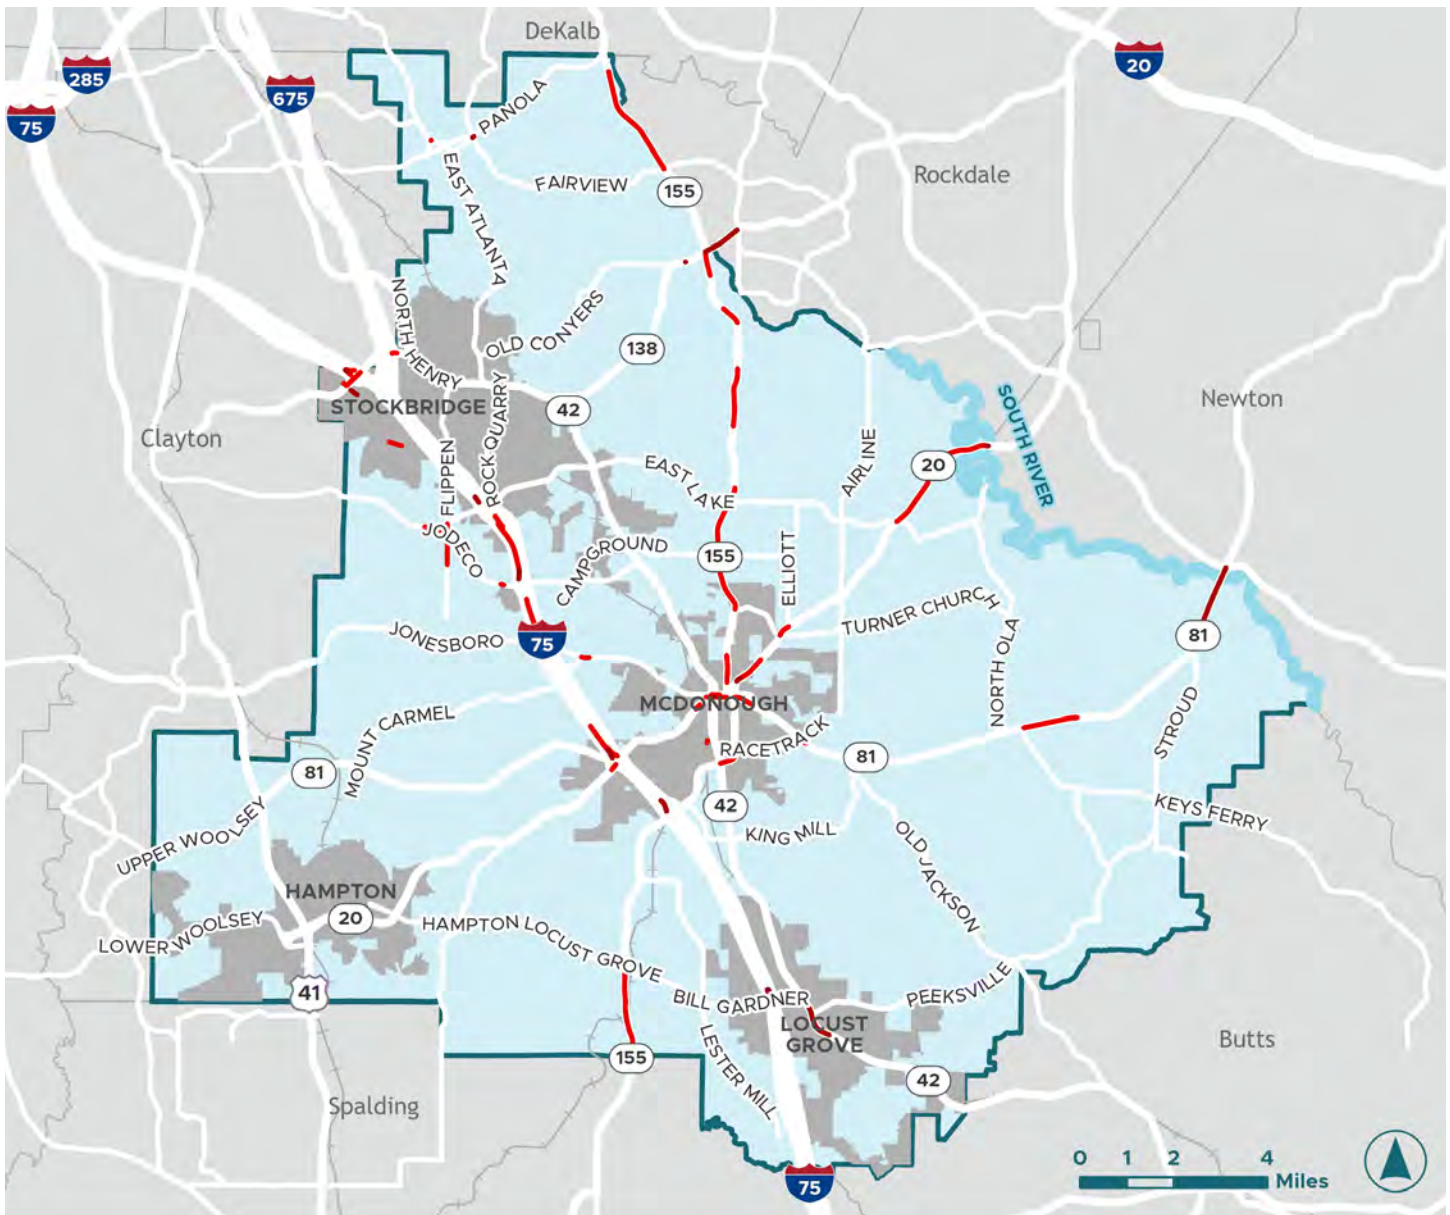 DeKalb
285
20
675
75
PANOLA
EAST ATLANTA
FAIRVIEW
155
Rockdale
NORTH HENRY
OLD CONYERS
138
STOCKBRIDGE
42
ROCK QUARRY
Clayton
Newton
SOUTH RIVER
FLIPPEN
EAST LAKE
AIRLINE
20
JODECO
CAMPGROUND
155
ELLIOTT
TURNER CHURCH
JONESBORO
75
81
NORTH OLA
MCDONOUGH
STROUD
MOUNT CARMEL
RACETRACK
81
81
42
KEYS FERRY
UPPER WOOLSEY
KING MILL
OLD JACKSON
HAMPTON
20
LOWER WOOLSEY
HAMPTON LOCUST GROVE
41
BILL GARDNER
PEEKSVILLE
LOCUST
GROVE
Butts
155
LESTER MILL
42
Spalding
75
0 1 2 4
Miles